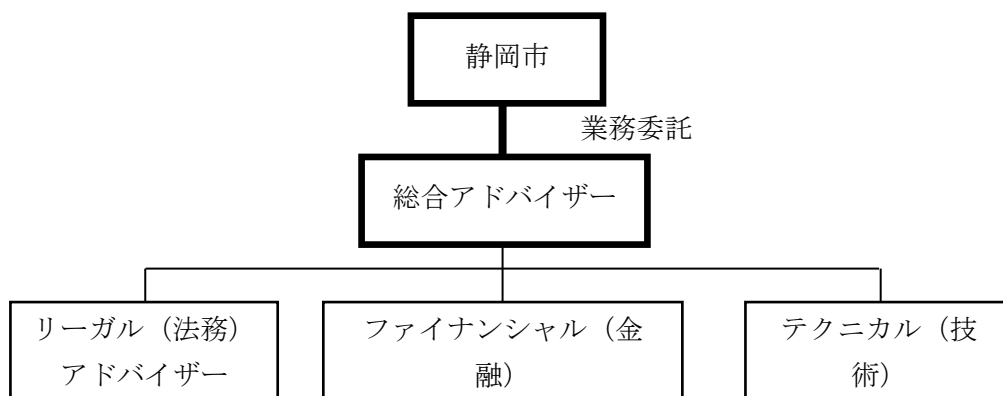 静岡市
業務委託
総合アドバイザー
リーガル（法務）
アドバイザー
ファイナンシャル（金
融）
テクニカル（技
術）